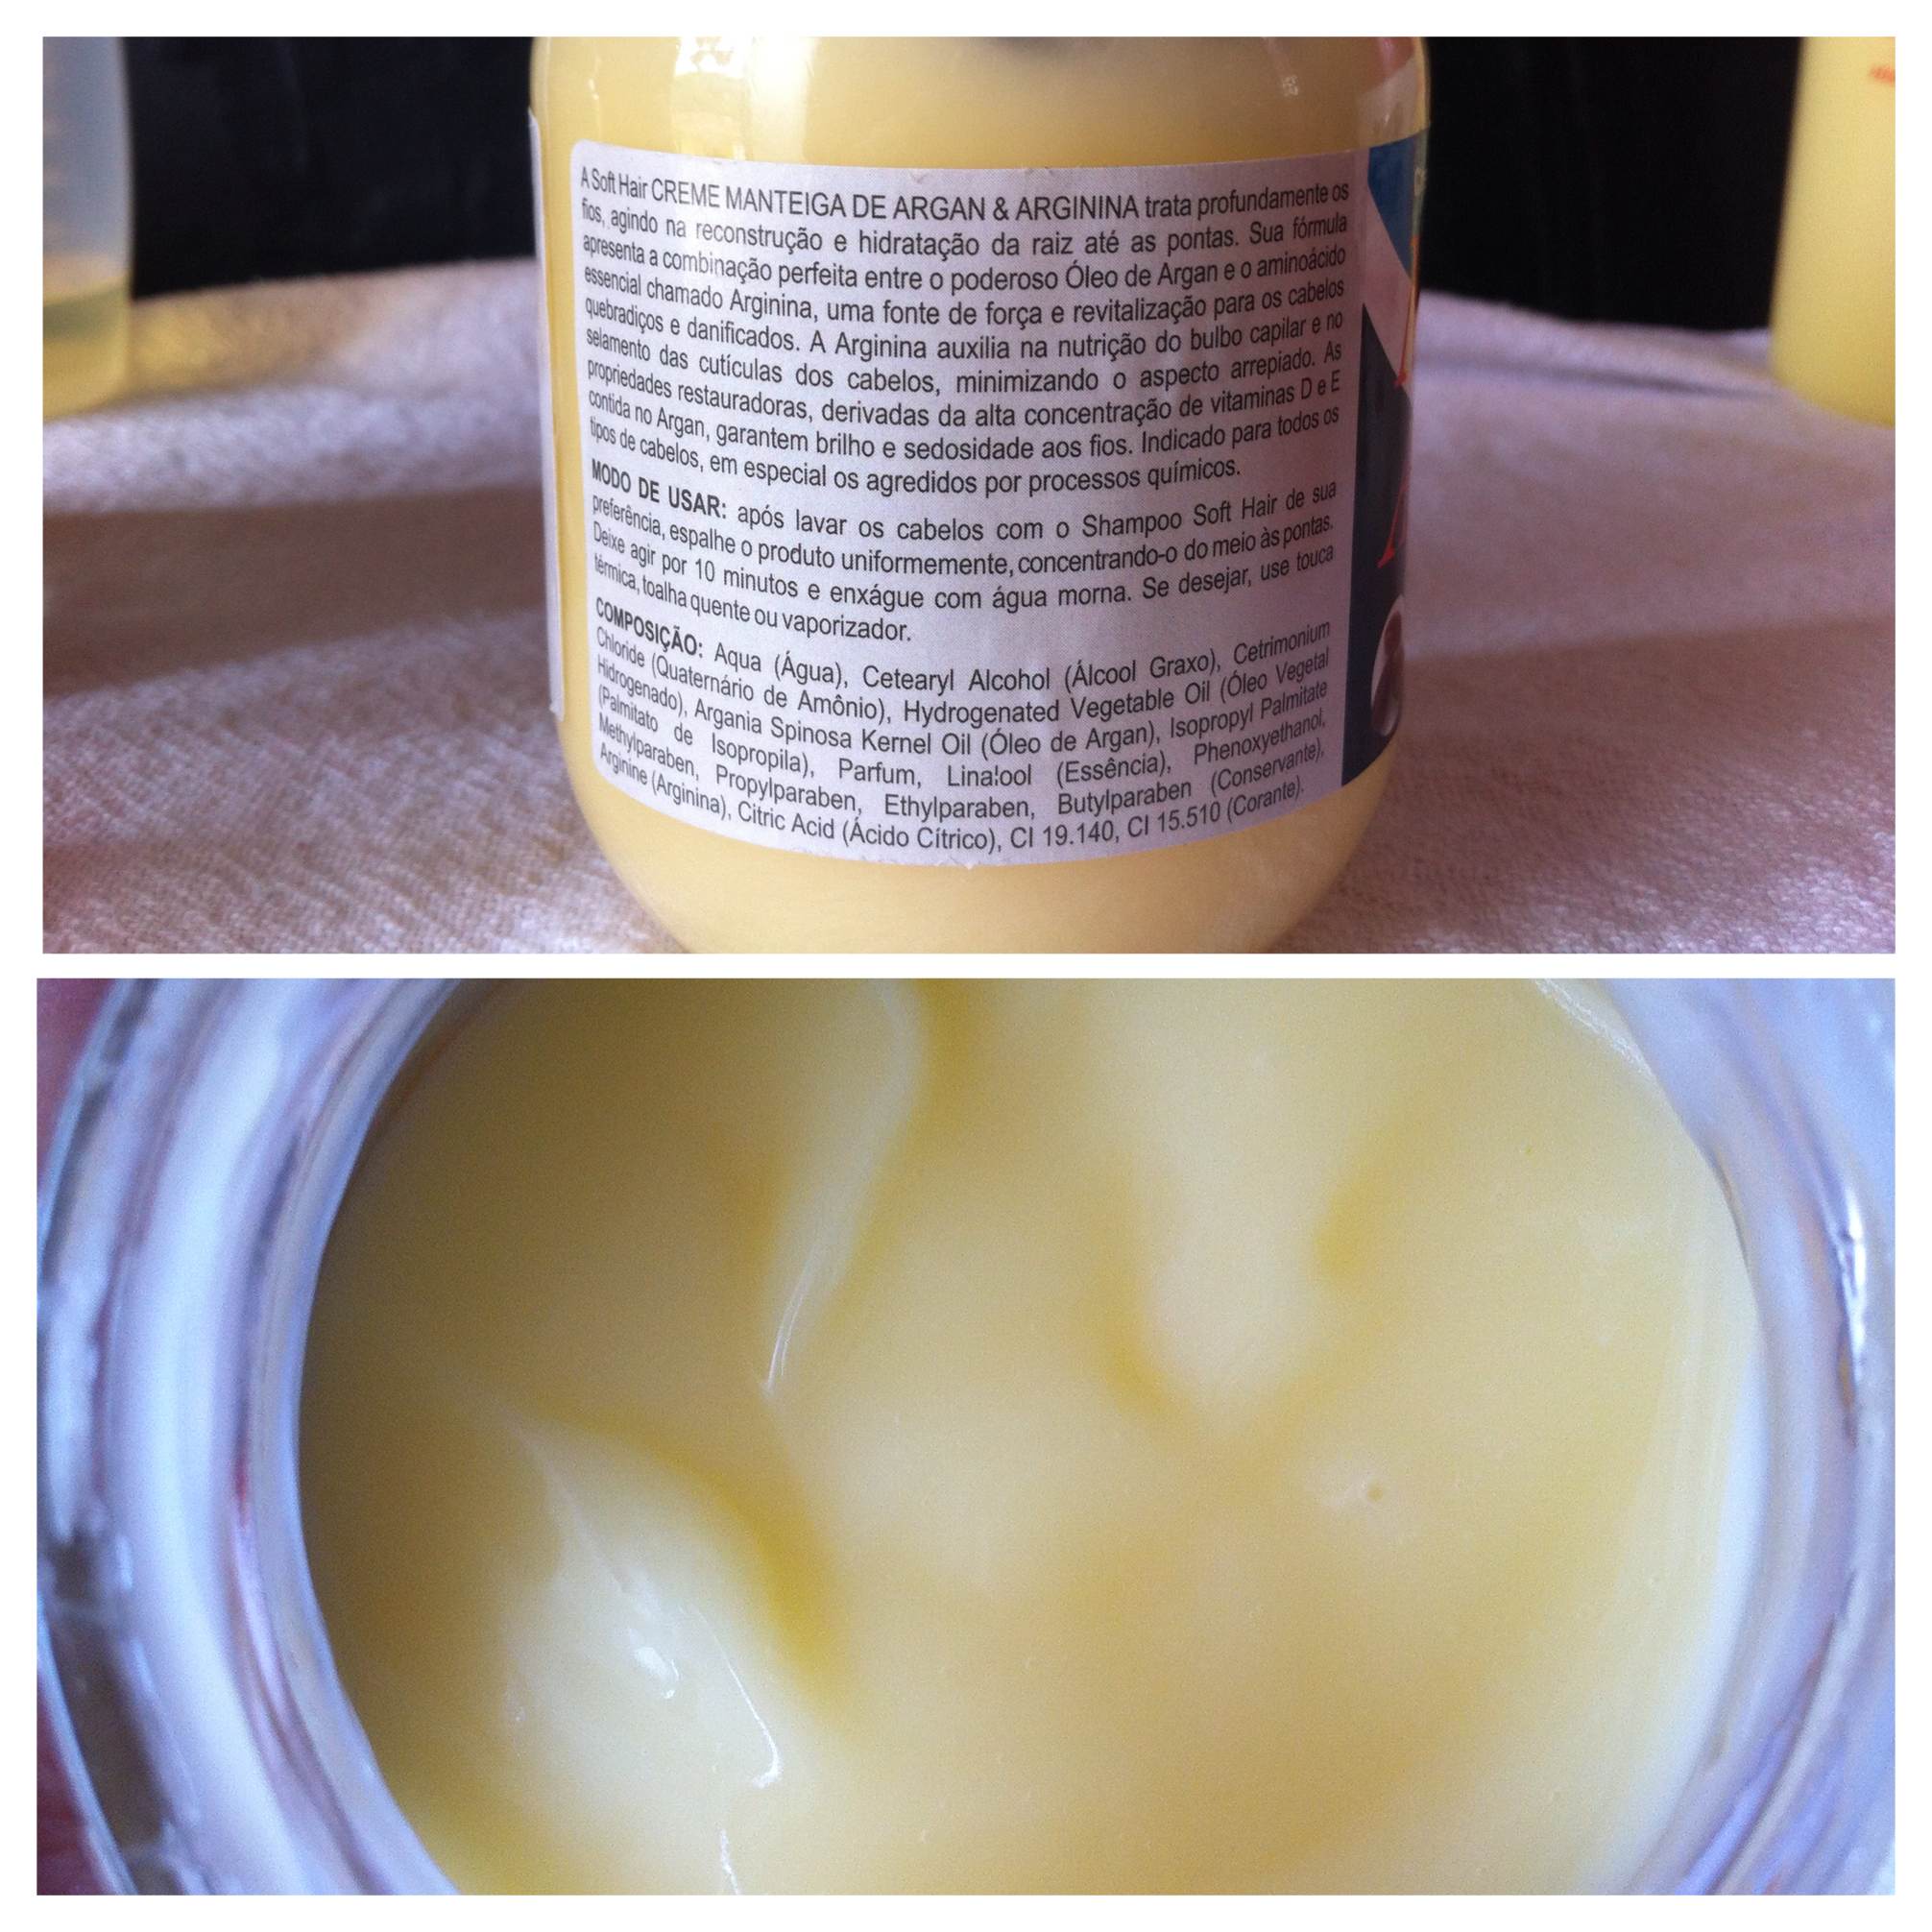 A Soft Hair CREME MANTEIGA DE ARGAN & ARGININA trata profundamente os
fios, agindo na reconstrução e hidratação da raiz até as pontas. Sua fórmula
apresenta a combinação perfeita entre o poderoso Óleo de Argan e o aminoácido
essencial chamado Arginina, uma fonte de força e revitalização para os cabelos
quebradiços e danificados. A Arginina auxilia na nutrição do bulbo capilar e no
selamento das cutículas dos cabelos, minimizando o aspecto arrepiado. As
propriedades restauradoras, derivadas da alta concentração de vitaminas D e E
contida no Argan, garantem brilho e sedosidade aos fios. Indicado para todos os
tipos de cabelos, em especial os agredidos por processos químicos.
MODO DE USAR: após lavar os cabelos com o Shampoo Soft Hair de sua
preferência, espalhe o produto uniformemente, concentrando-o do meio às pontas.
Deixe agir por 10 minutos e enxágue com água morna. Se desejar, use touca
térmica, toalha quente ou vaporizador.
COMPOSIÇÃO: Aqua (Água), Cetearyl Alcohol (Álcool Graxo), Cetrimonium
Chloride (Quaternário de Amônio), Hydrogenated Vegetable Oil (Óleo Vegetal
Hidrogenado), Argania Spinosa Kernel Oil (Óleo de Argan), Isopropyl Palmitate
(Palmitato de Isopropila), Parfum, Linalool (Essência), Phenoxyethanol,
Methylparaben, Propylparaben, Ethylparaben, Butylparaben (Conservante),
Arginine (Arginina), Citric Acid (Ácido Cítrico), CI 19.140, CI 15.510 (Corante).